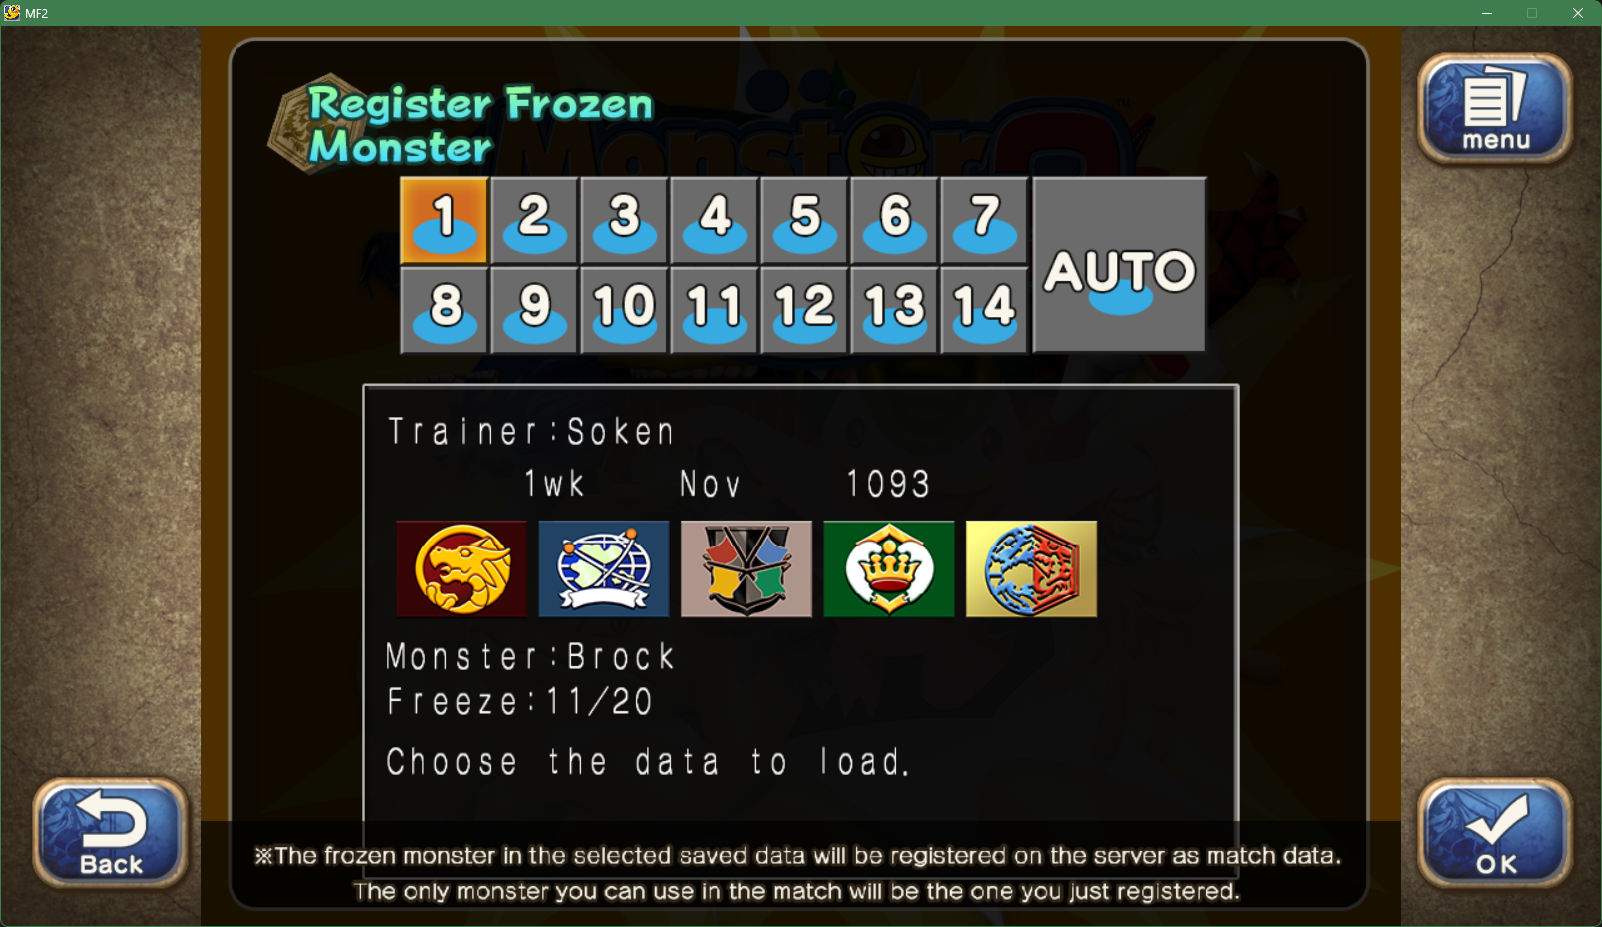 MF2
Register Frozen
Monster
menu
1 2 3 4 5 6 7
AUTO
8 9 10 11 12 13 14
Trainer:Soken
1wk Nov 1093
Monster:Brock
Freeze:11/20
Choose the data to load.
Back
OK
※The frozen monster in the selected saved data will be registered on the server as match data.
The only monster you can use in the match will be the one you just registered.